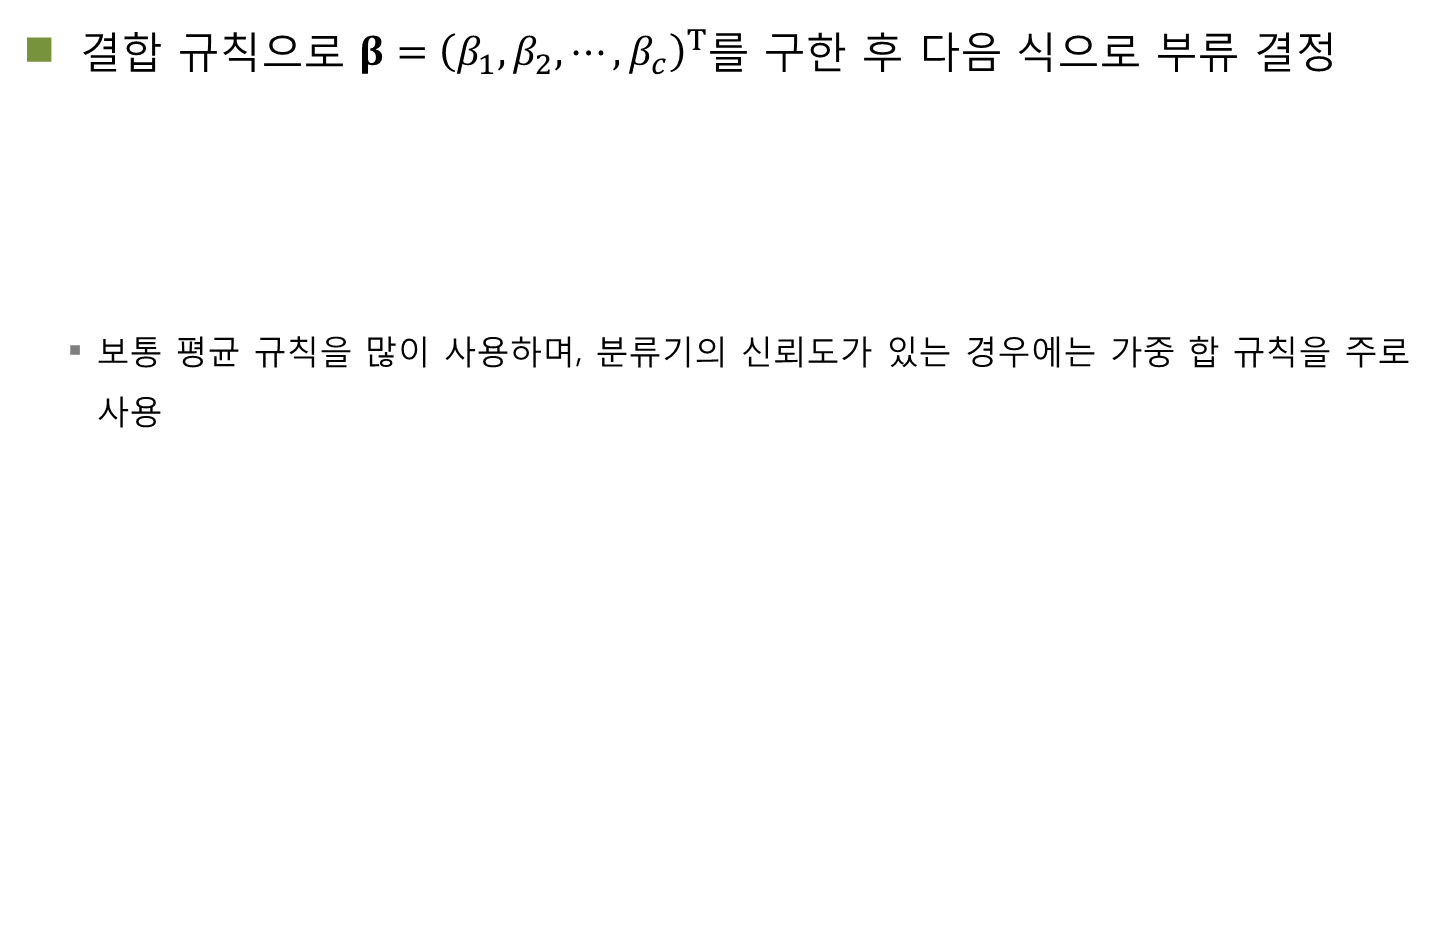 결합 규칙으로 𝛃 = (𝛽₁, 𝛽₂, ⋯ , 𝛽𝑐)ᵀ를 구한 후 다음 식으로 부류 결정
보통 평균 규칙을 많이 사용하며, 분류기의 신뢰도가 있는 경우에는 가중 합 규칙을 주로
사용